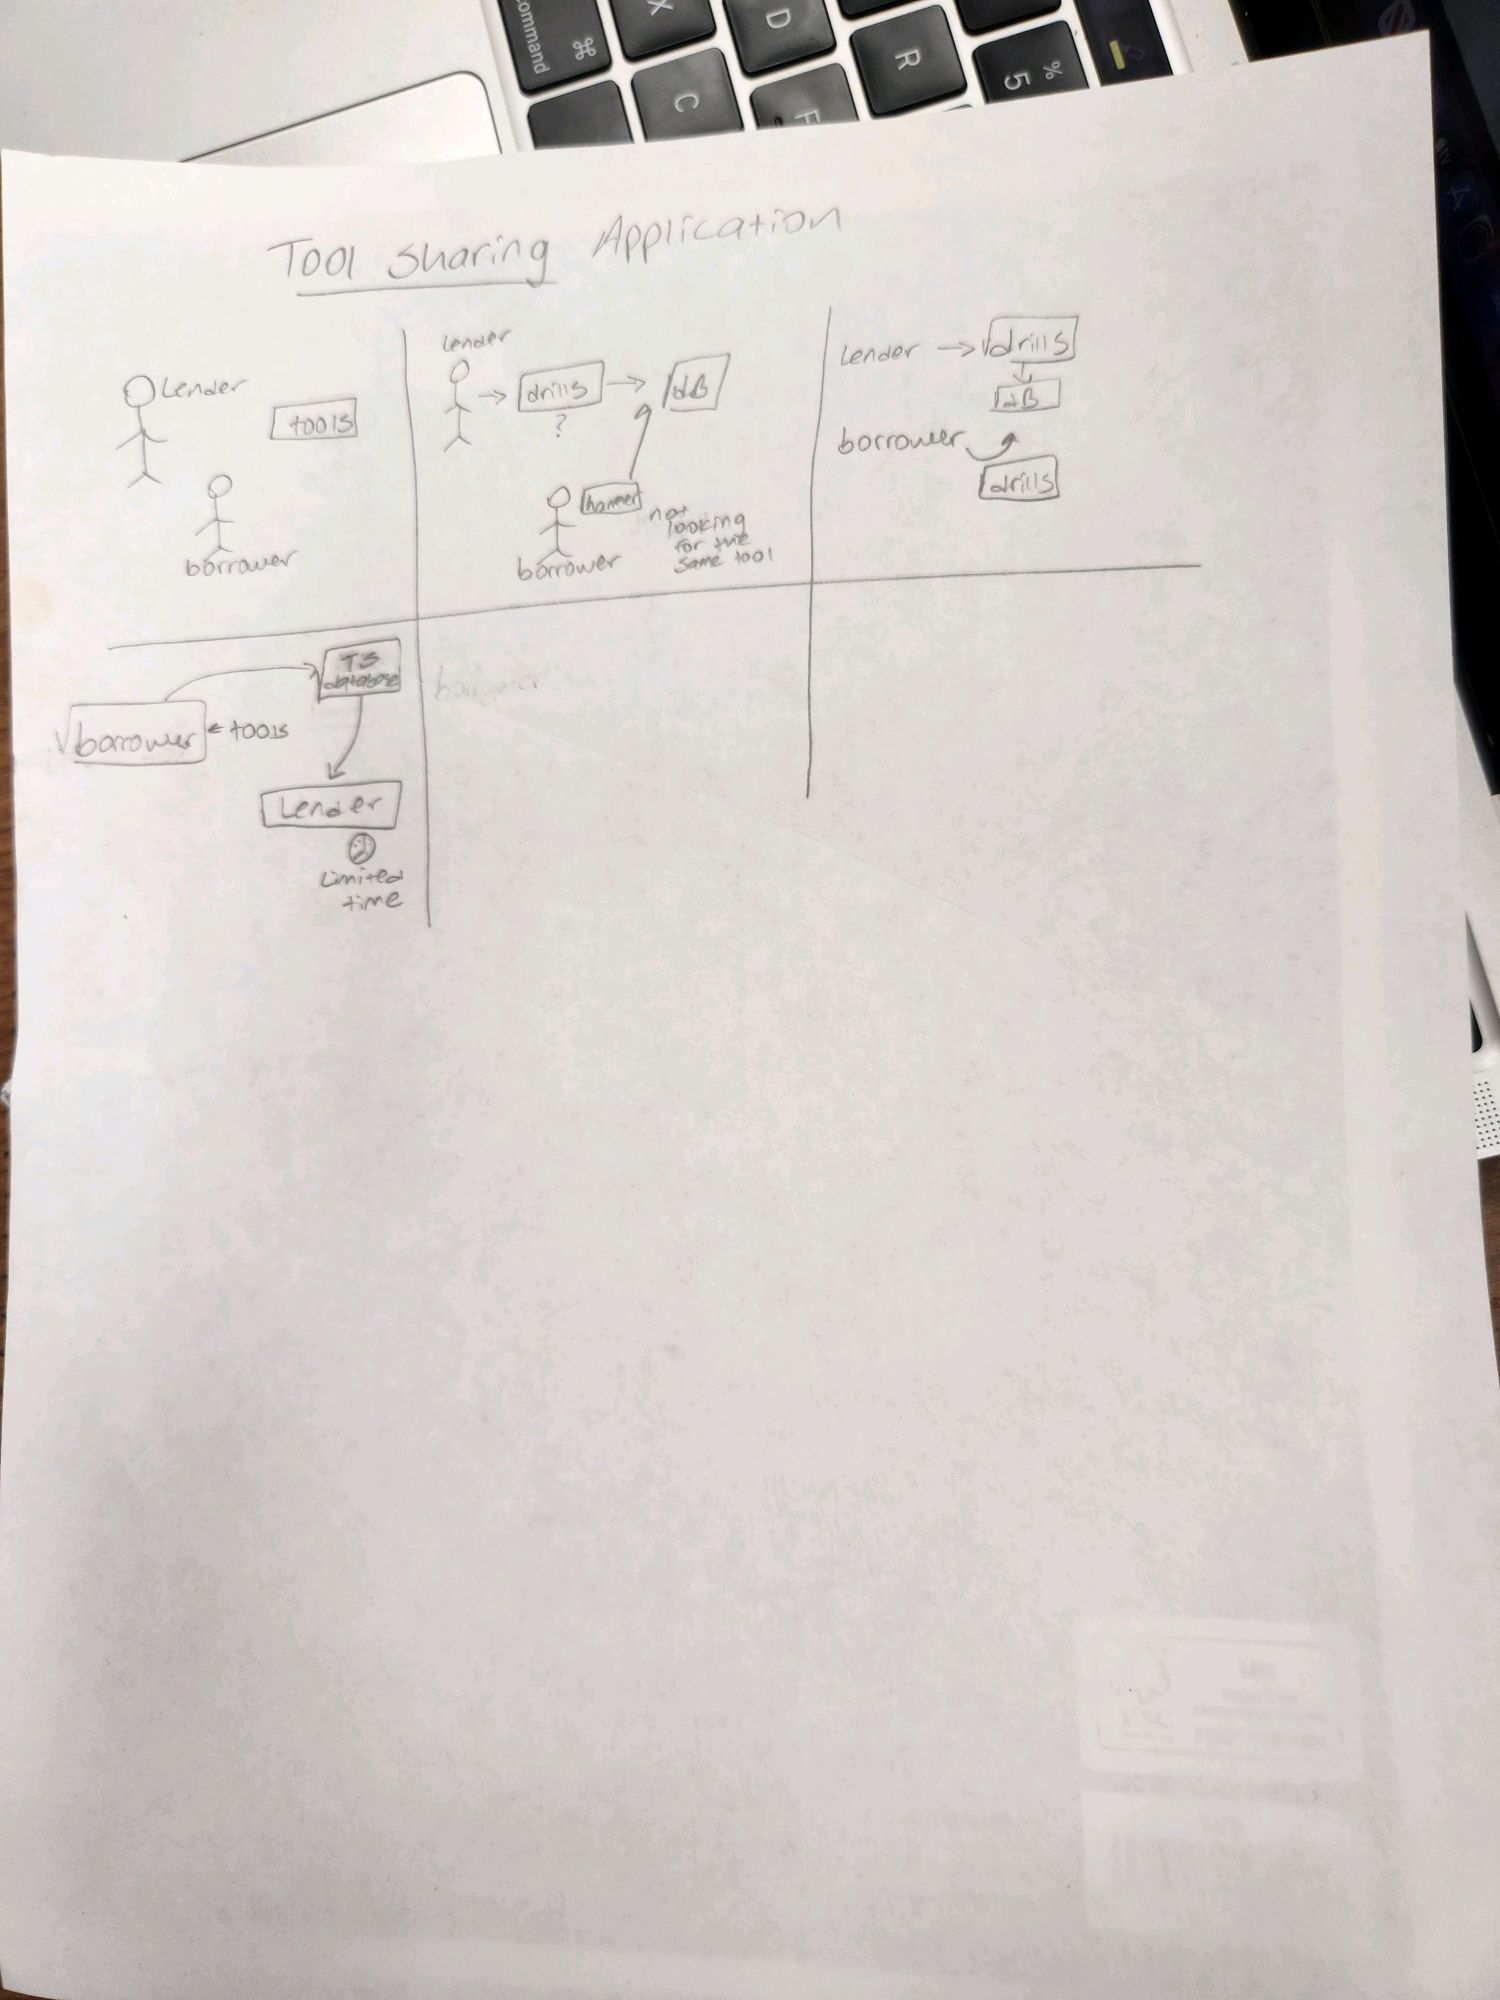 command
⌘
X
D
R
%
5
C
F
Tool Sharing Application
Lender
tools
borrower
lender
drills
dB
?
hammer
not
looking
for the
same tool
borrower
lender
drills
dB
borrower
drills
TS
database
borrower
tools
Lender
Limited
time
borrower